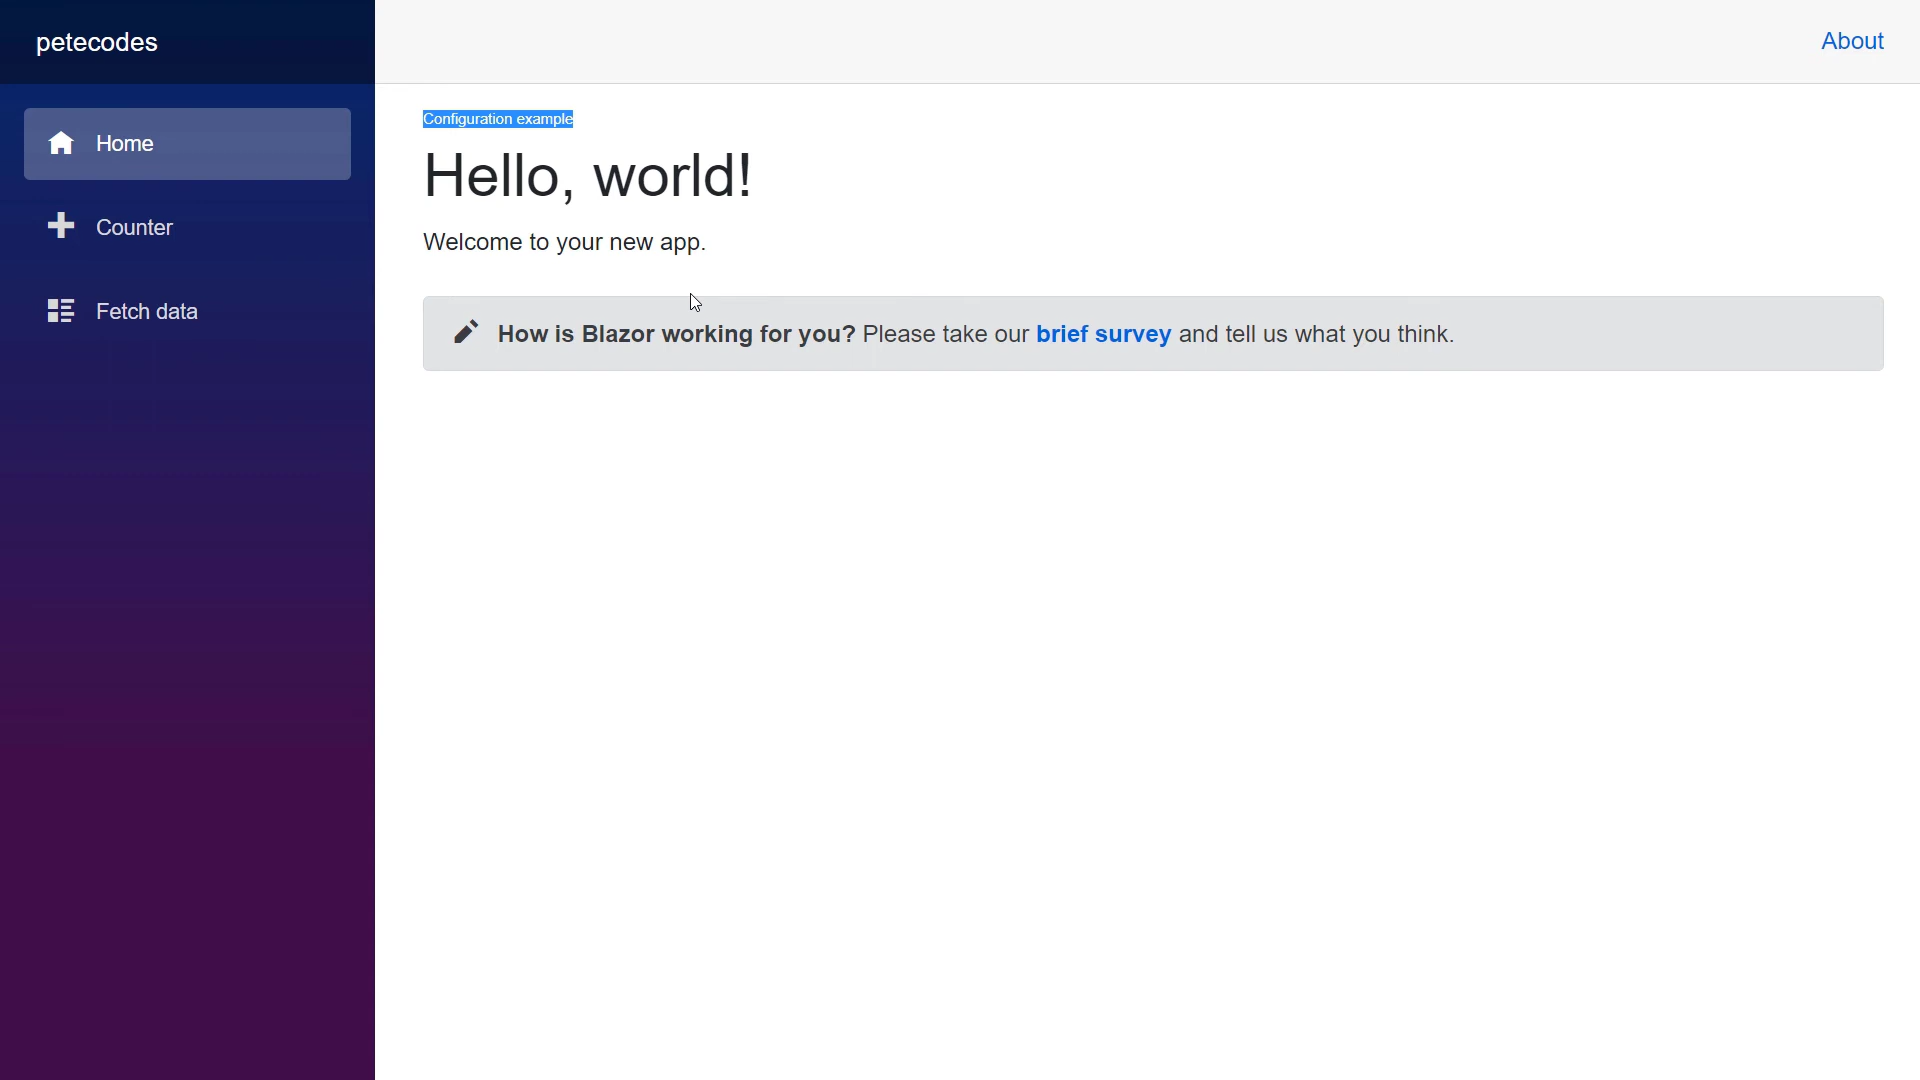 petecodes
About
Home
Counter
Fetch data
Configuration example
Hello, world!
Welcome to your new app.
How is Blazor working for you? Please take our brief survey and tell us what you think.